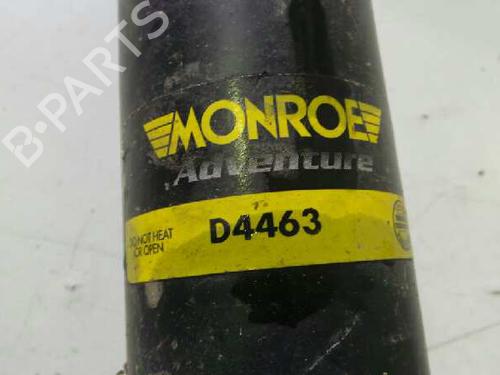 B-PARTS
MONROE
Adventure
DO NOT HEAT
OR OPEN
D4463